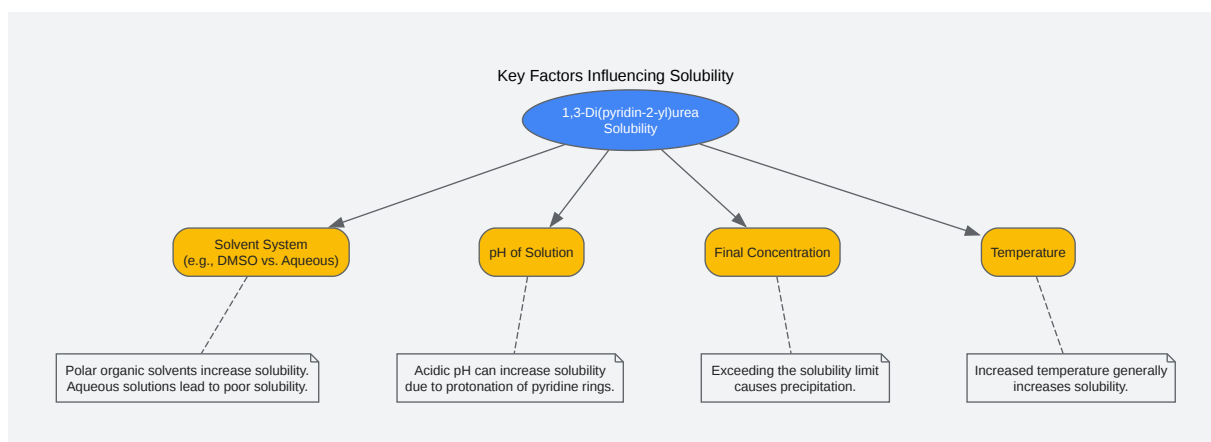 Key Factors Influencing Solubility
1,3-Di(pyridin-2-yl)urea
Solubility
Solvent System
(e.g., DMSO vs. Aqueous)
pH of Solution
Final Concentration
Temperature
Polar organic solvents increase solubility.
Aqueous solutions lead to poor solubility.
Acidic pH can increase solubility
due to protonation of pyridine rings.
Exceeding the solubility limit
causes precipitation.
Increased temperature generally
increases solubility.